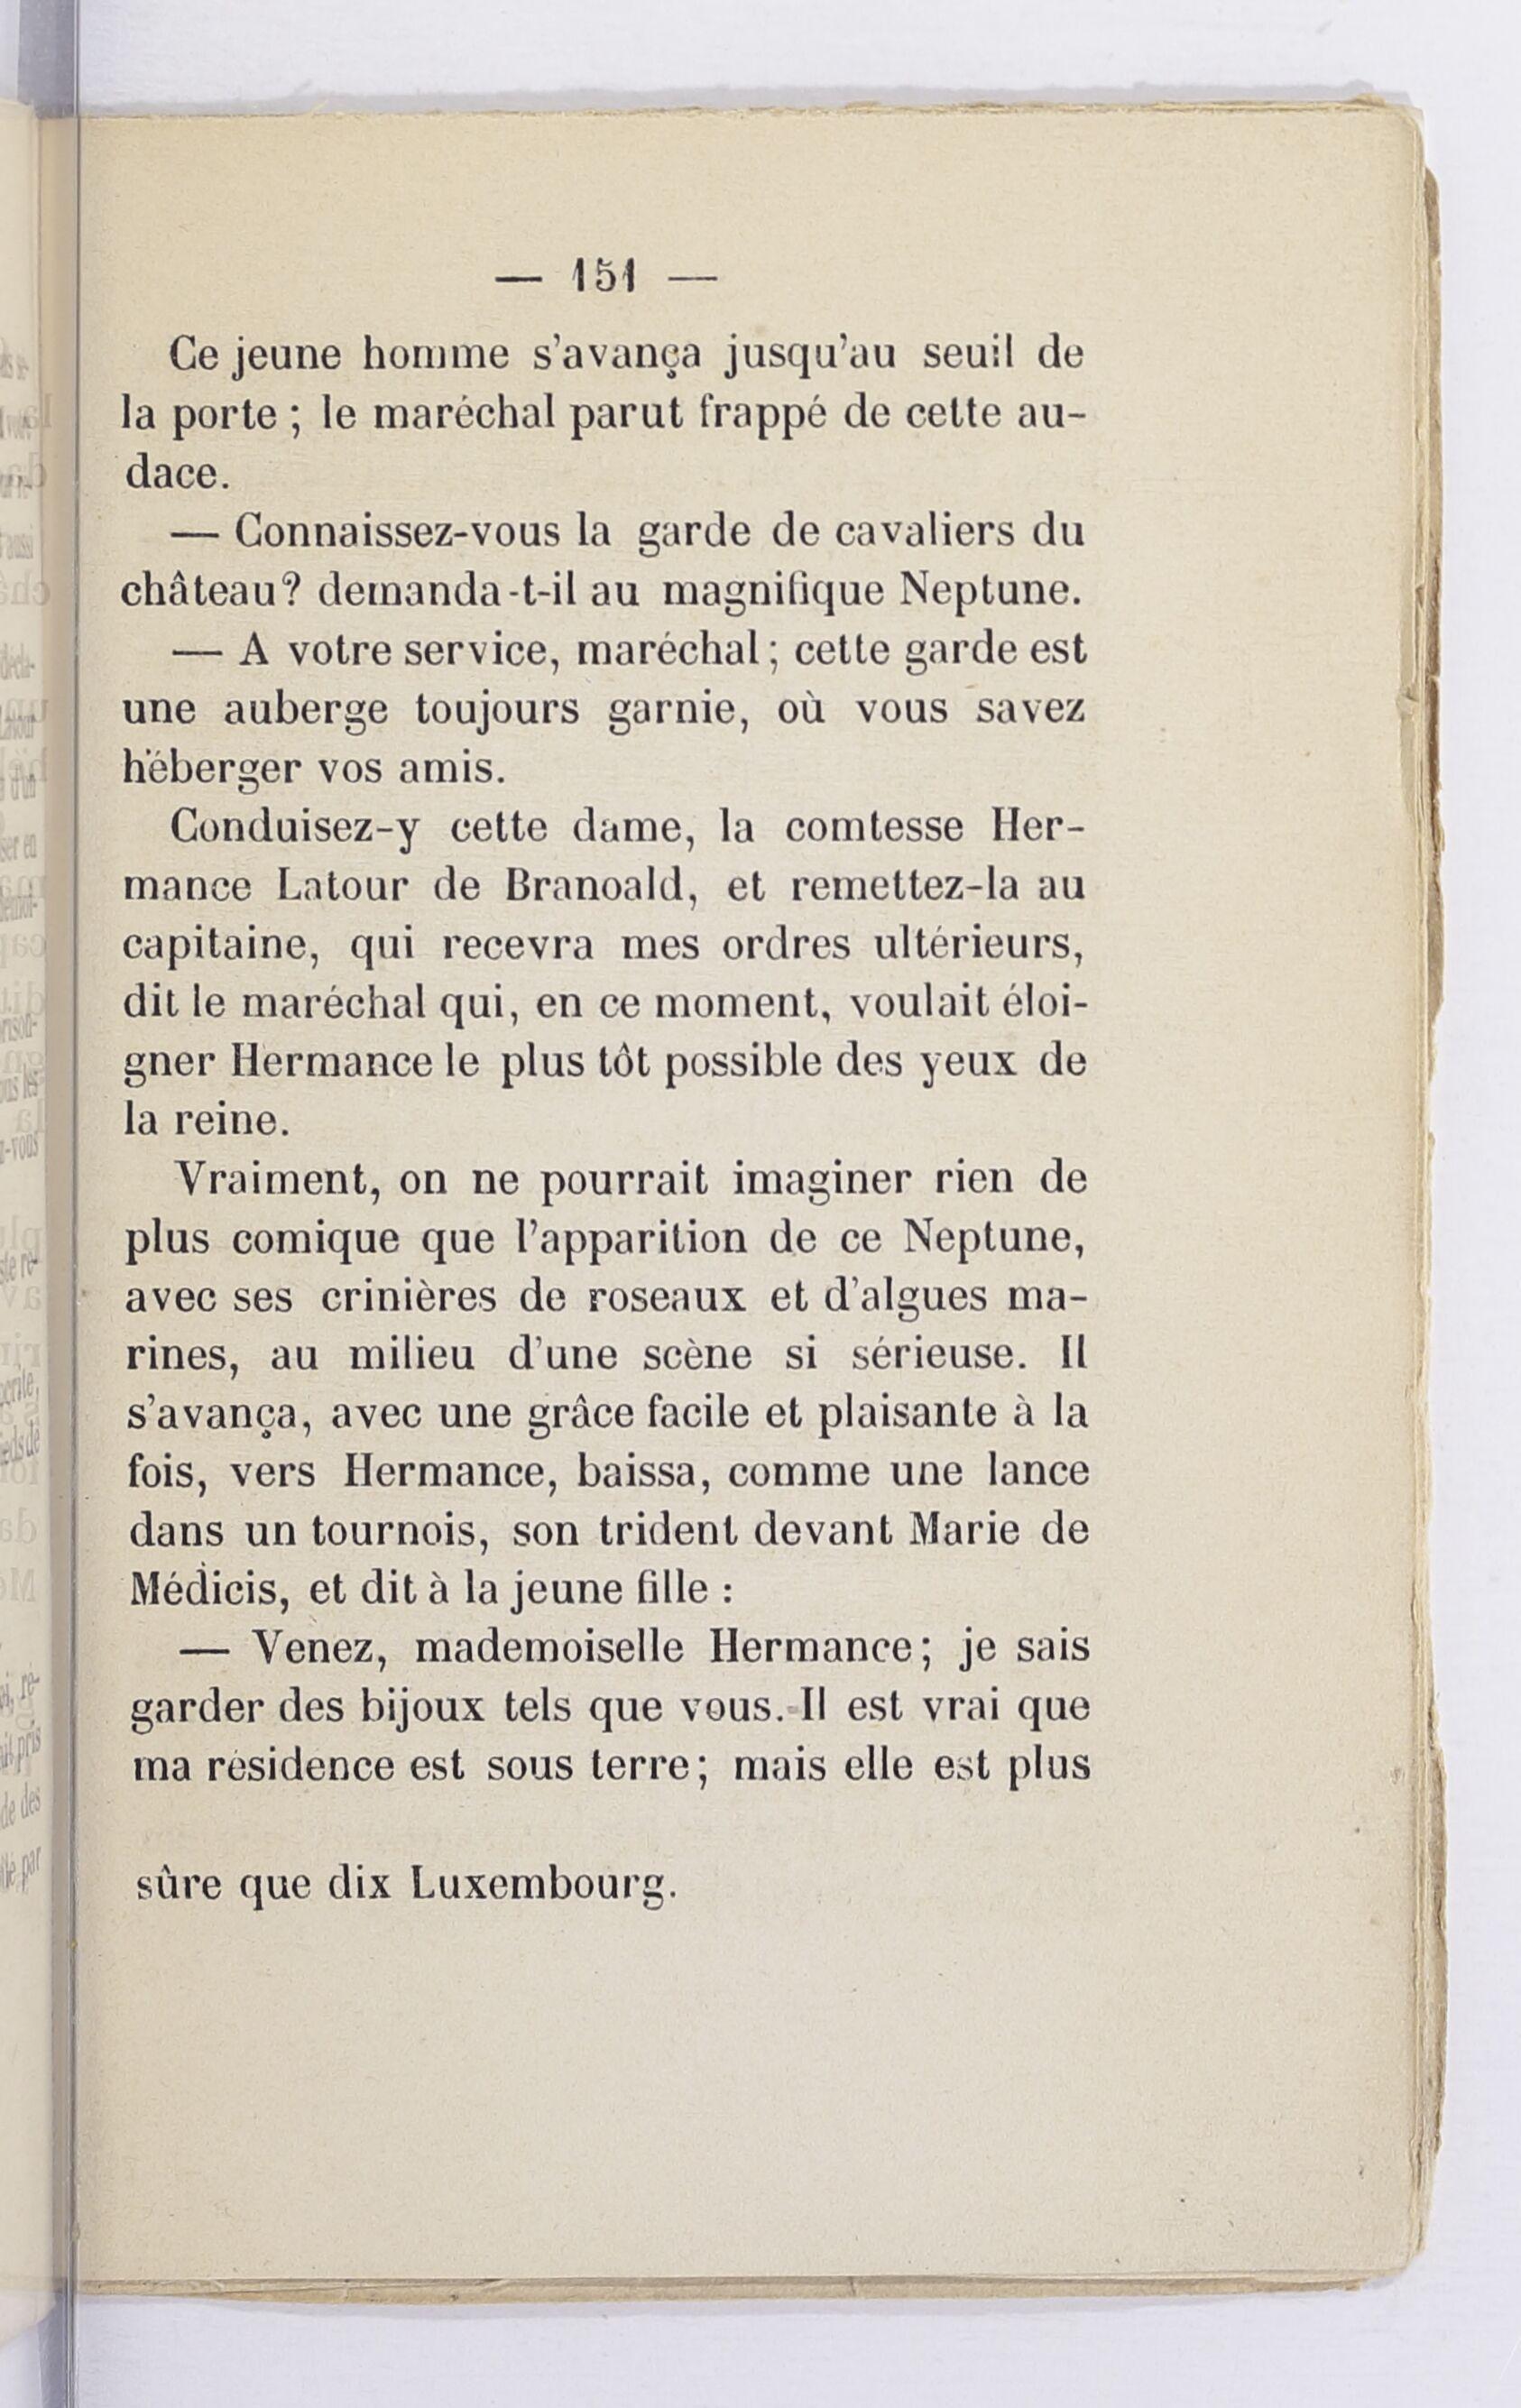 — 151 —
Ce jeune homme s'avança jusqu'au seuil de
la porte ; le maréchal parut frappé de cette au-
dace.
— Connaissez-vous la garde de cavaliers du
château? demanda-t-il au magnifique Neptune.
— A votre service, maréchal; cette garde est
une auberge toujours garnie, où vous savez
héberger vos amis.
Conduisez-y cette dame, la comtesse Her-
mance Latour de Branoald, et remettez-la au
capitaine, qui recevra mes ordres ultérieurs,
dit le maréchal qui, en ce moment, voulait éloi-
gner Hermance le plus tôt possible des yeux de
la reine.
Vraiment, on ne pourrait imaginer rien de
plus comique que l'apparition de ce Neptune,
avec ses crinières de roseaux et d'algues ma-
rines, au milieu d'une scène si sérieuse. Il
s'avança, avec une grâce facile et plaisante à la
fois, vers Hermance, baissa, comme une lance
dans un tournois, son trident devant Marie de
Médicis, et dit à la jeune fille :
— Venez, mademoiselle Hermance; je sais
garder des bijoux tels que vous. Il est vrai que
ma résidence est sous terre; mais elle est plus
sûre que dix Luxembourg.